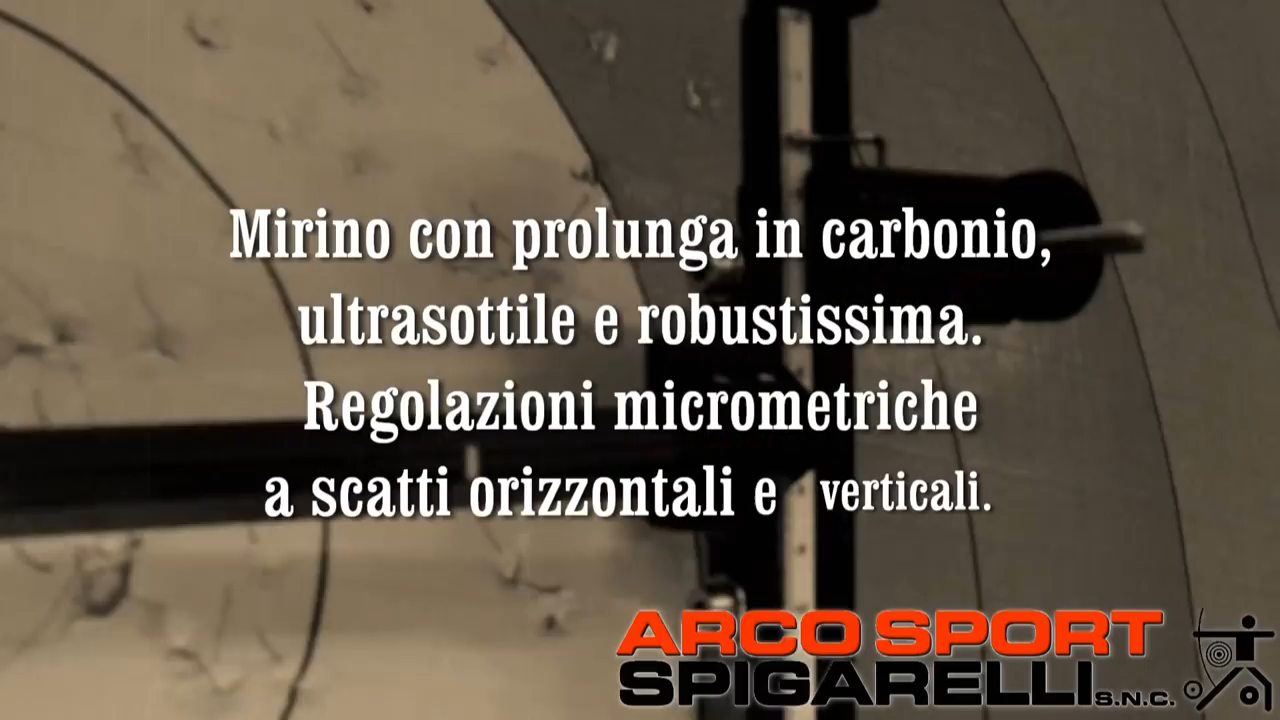 Mirino con prolunga in carbonio,
ultrasottile e robustissima.
Regolazioni micrometriche
a scatti orizzontali e verticali.
ARCO SPORT
SPIGARELLI S.N.C.